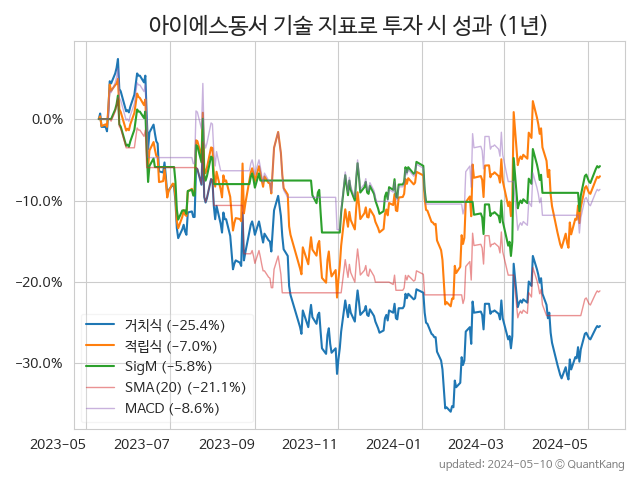 아이에스동서 기술 지표로 투자 시 성과 (1년)
0.0%
−10.0%
−20.0%
−30.0%
거치식 (−25.4%)
적립식 (−7.0%)
SigM (−5.8%)
SMA(20) (−21.1%)
MACD (−8.6%)
2023−05 2023−07 2023−09 2023−11 2024−01 2024−03 2024−05
updated: 2024−05−10 © QuantKang